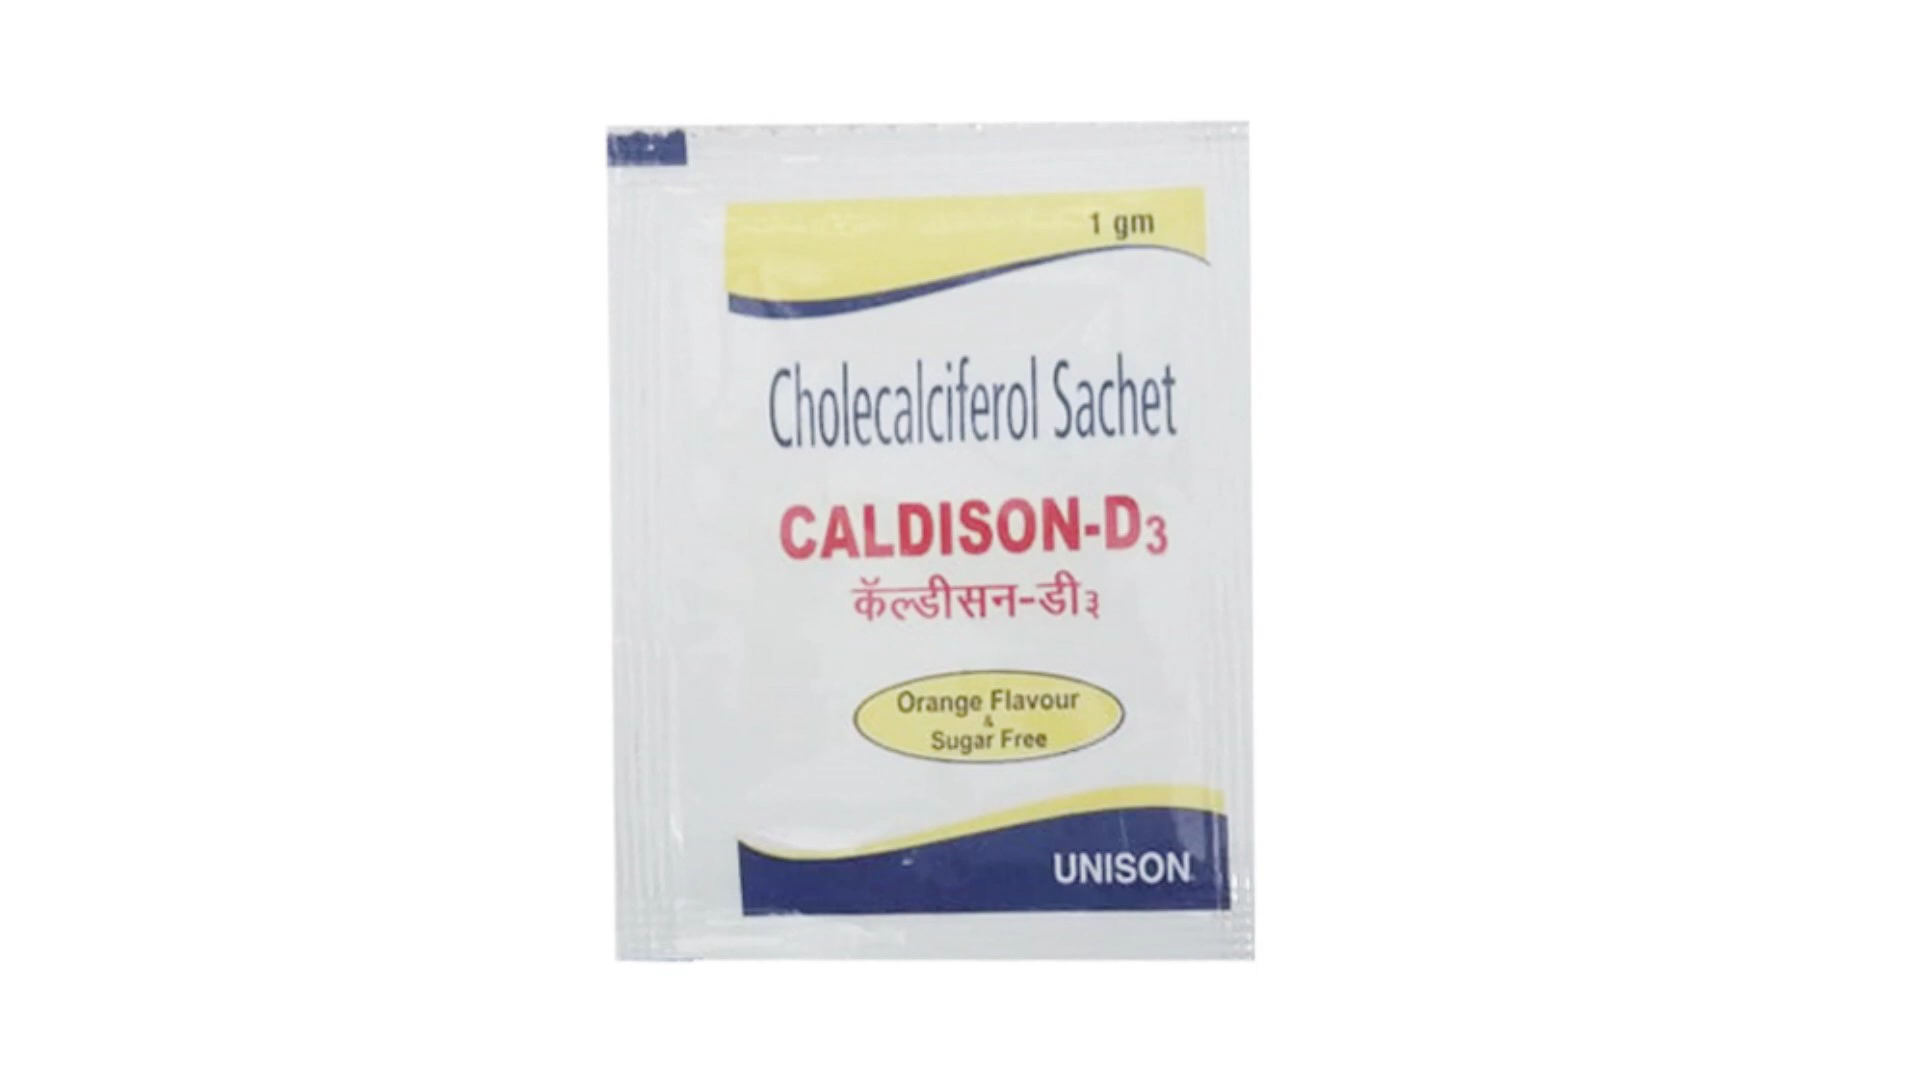 1 gm
Cholecalciferol Sachet
CALDISON-D3
कॅल्डीसन-डी३
Orange Flavour
&
Sugar Free
UNISON